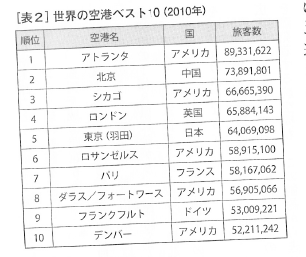 [表2] 世界の空港ベスト10 (2010年)
順位 空港名 国 旅客数
1 アトランタ アメリカ 89,331,622
2 北京 中国 73,891,801
3 シカゴ アメリカ 66,665,390
4 ロンドン 英国 65,884,143
5 東京(羽田) 日本 64,069,098
6 ロサンゼルス アメリカ 58,915,100
7 パリ フランス 58,167,062
8 ダラス/フォートワース アメリカ 56,905,066
9 フランクフルト ドイツ 53,009,221
10 デンバー アメリカ 52,211,242